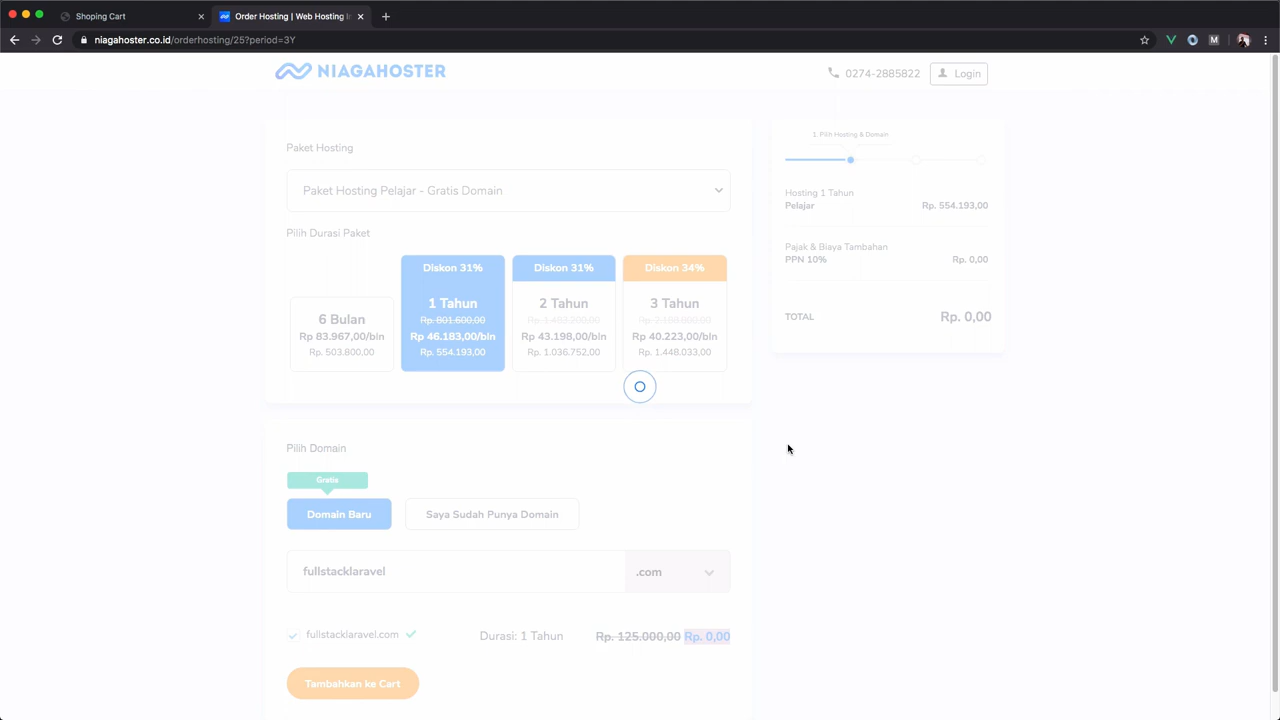 Shoping Cart
Order Hosting | Web Hosting In
niagahoster.co.id/orderhosting/25?period=3Y
M
NIAGAHOSTER
0274-2885822
Login
Paket Hosting
Paket Hosting Pelajar - Gratis Domain
Pilih Durasi Paket
6 Bulan
Rp 83.967,00/bln
Rp. 503.800,00
Diskon 31%
1 Tahun
Rp. 801.600,00
Rp 46.183,00/bln
Rp. 554.193,00
Diskon 31%
2 Tahun
Rp 43.198,00/bln
Rp. 1.036.752,00
Diskon 34%
3 Tahun
Rp 40.223,00/bln
Rp. 1.448.033,00
1. Pilih Hosting & Domain
Hosting 1 Tahun
Pelajar Rp. 554.193,00
Pajak & Biaya Tambahan
PPN 10% Rp. 0,00
TOTAL Rp. 0,00
Pilih Domain
Gratis
Domain Baru
Saya Sudah Punya Domain
fullstacklaravel .com
fullstacklaravel.com Durasi: 1 Tahun Rp. 125.000,00 Rp. 0,00
Tambahkan ke Cart